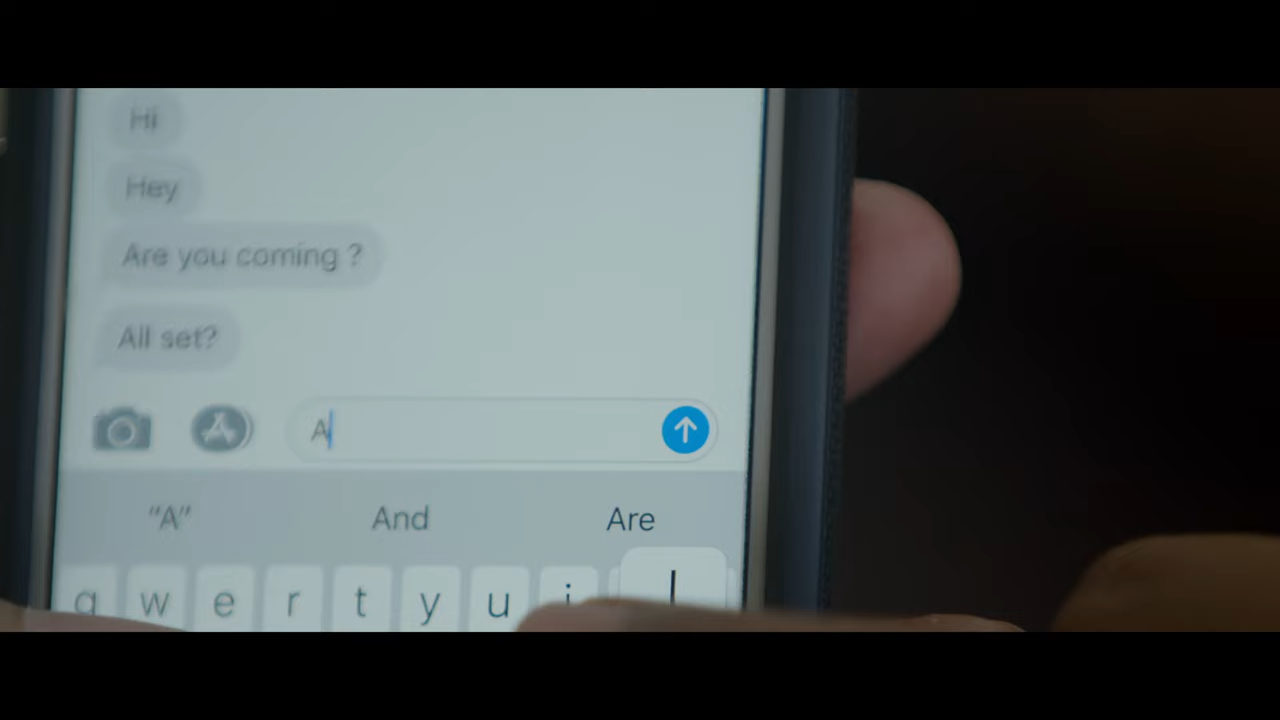 Hi
Hey
Are you coming ?
All set?
A
“A” And Are
q w e r t y u i l